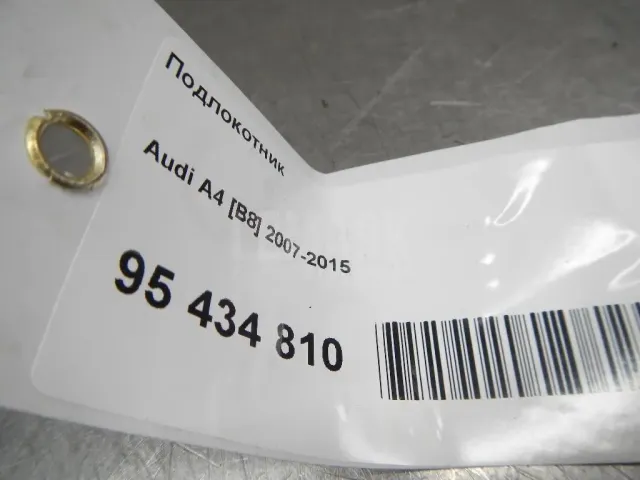 Подлокотник
Audi A4 [B8] 2007-2015
95 434 810